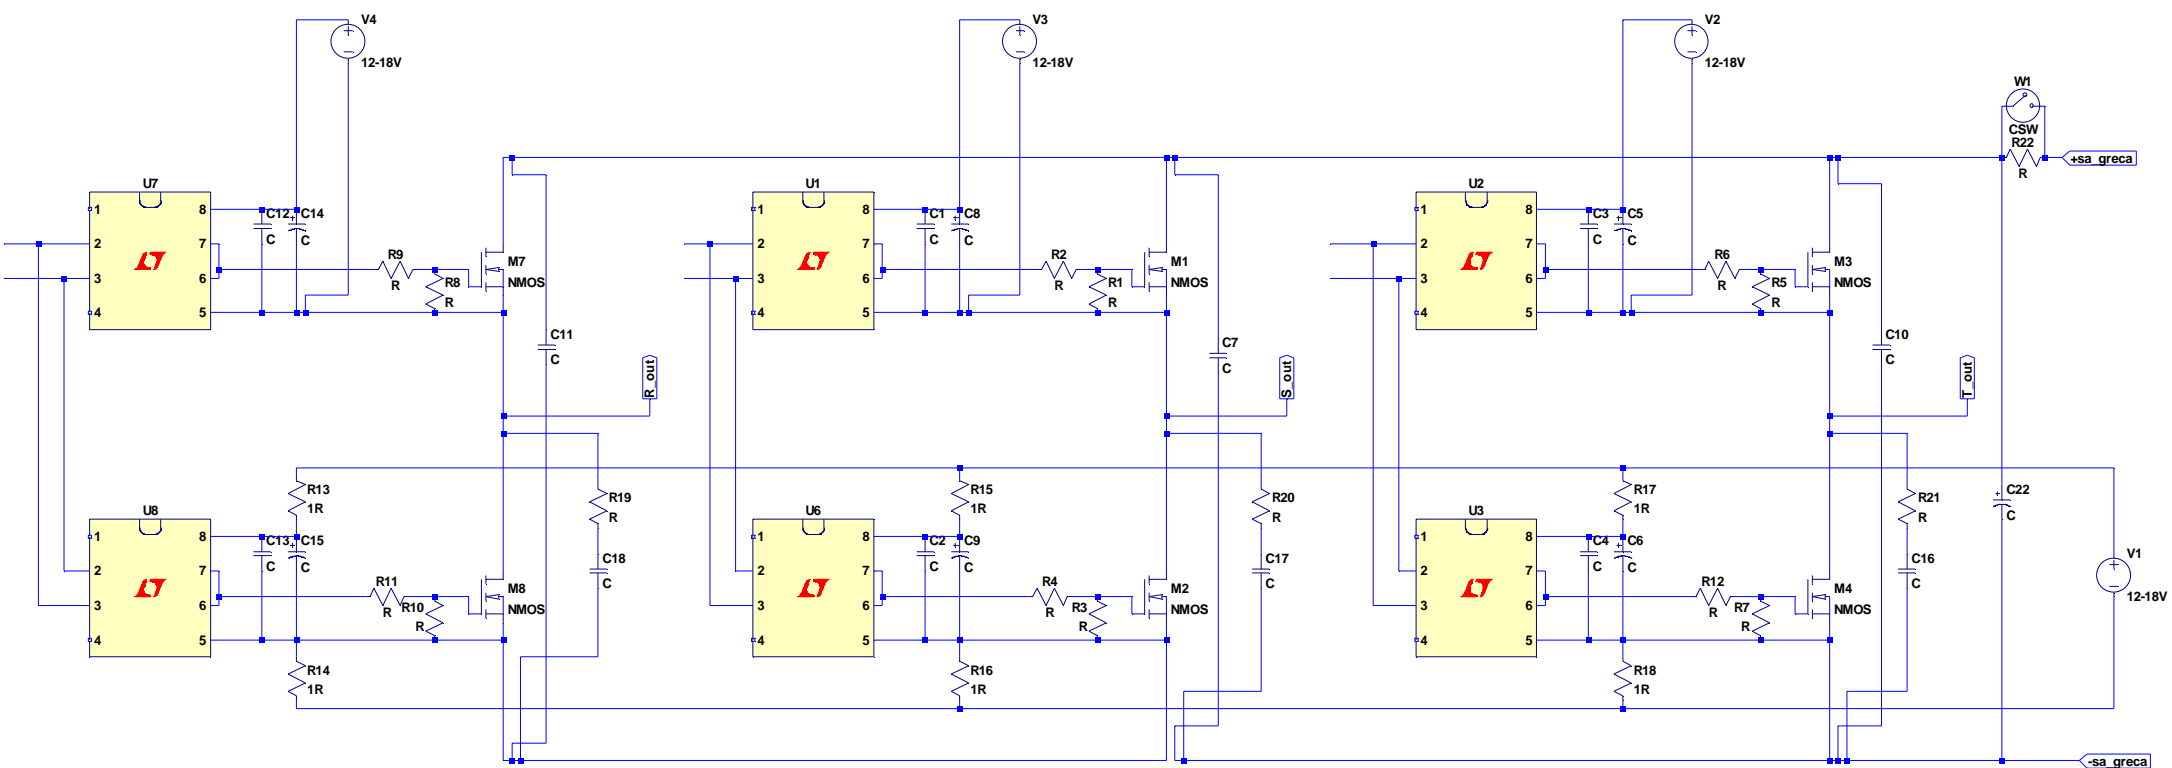 V4
12-18V
V3
12-18V
V2
12-18V
W1
CSW
R22
R
+sa_greca
U7
1
2
3
4
8
7
6
5
C12
C
C14
C
R9
R
R8
R
M7
NMOS
C11
C
R_out
U1
1
2
3
4
8
7
6
5
C1
C
C8
C
R2
R
R1
R
M1
NMOS
C7
C
S_out
U2
1
2
3
4
8
7
6
5
C3
C
C5
C
R6
R
R5
R
M3
NMOS
C10
C
T_out
U8
1
2
3
4
8
7
6
5
R13
1R
C13
C
C15
C
R11
R
R10
R
M8
NMOS
R19
R
C18
C
R14
1R
U6
1
2
3
4
8
7
6
5
R15
1R
C2
C
C9
C
R4
R
R3
R
M2
NMOS
R20
R
C17
C
R16
1R
U3
1
2
3
4
8
7
6
5
R17
1R
C4
C
C6
C
R12
R
R7
R
M4
NMOS
R21
R
C16
C
R18
1R
C22
C
V1
12-18V
-sa_greca